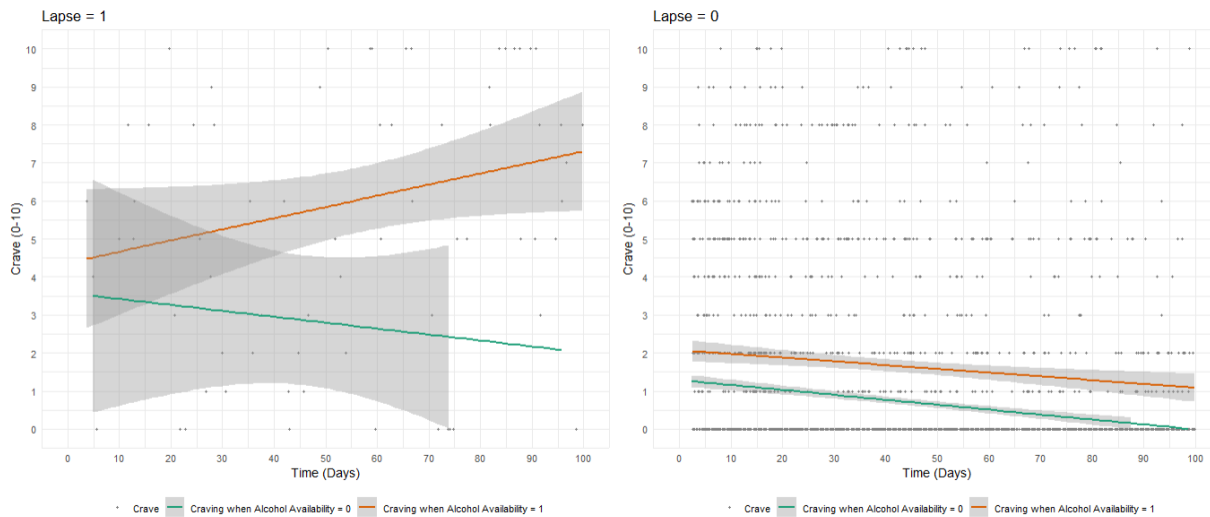 Lapse = 1
Crave (0-10)
10
9
8
7
6
5
4
3
2
1
0
0 10 20 30 40 50 60 70 80 90 100
Time (Days)
Crave Craving when Alcohol Availability = 0 Craving when Alcohol Availability = 1
Lapse = 0
Crave (0-10)
10
9
8
7
6
5
4
3
2
1
0
0 10 20 30 40 50 60 70 80 90 100
Time (Days)
Crave Craving when Alcohol Availability = 0 Craving when Alcohol Availability = 1